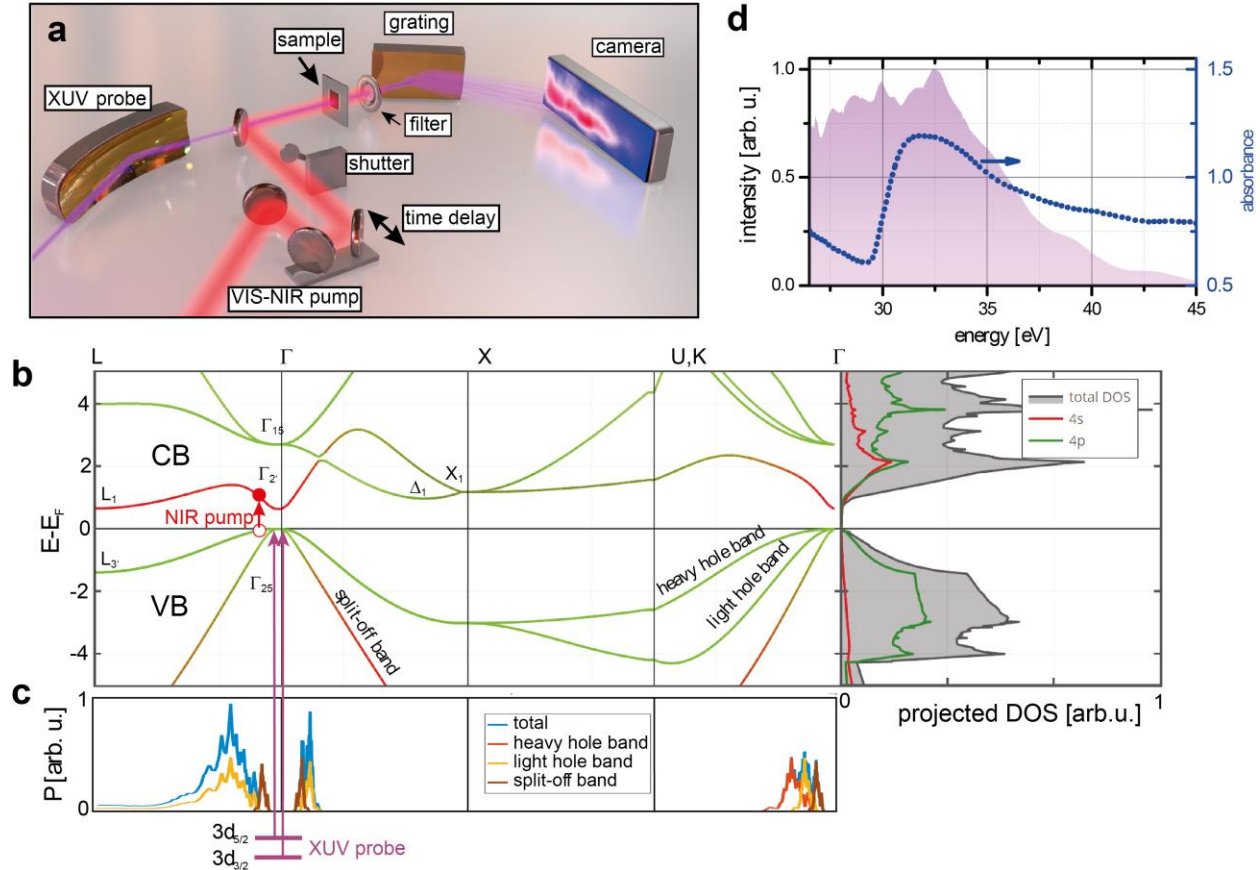 a
grating
sample
camera
XUV probe
filter
shutter
time delay
VIS-NIR pump
d
1.0
0.5
0.0
intensity [arb. u.]
1.5
1.0
0.5
absorbance
30 35 40 45
energy [eV]
b
L Γ X U,K Γ
4
2
0
-2
-4
E-E_F
CB
VB
Γ₁₅
Γ₂'
L₁
NIR pump
L₃'
Γ₂₅
X₁
Δ₁
split-off band
heavy hole band
light hole band
total DOS
4s
4p
0 projected DOS [arb.u.] 1
c
1
0
P [arb. u.]
total
heavy hole band
light hole band
split-off band
3d₅/₂
3d₃/₂
XUV probe